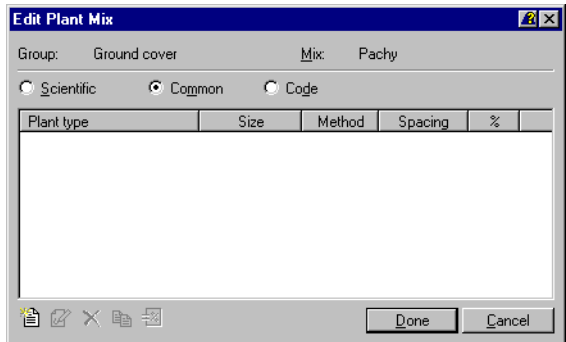 Edit Plant Mix
Group: Ground cover Mix: Pachy
Scientific Common Code
Plant type Size Method Spacing %
Done Cancel